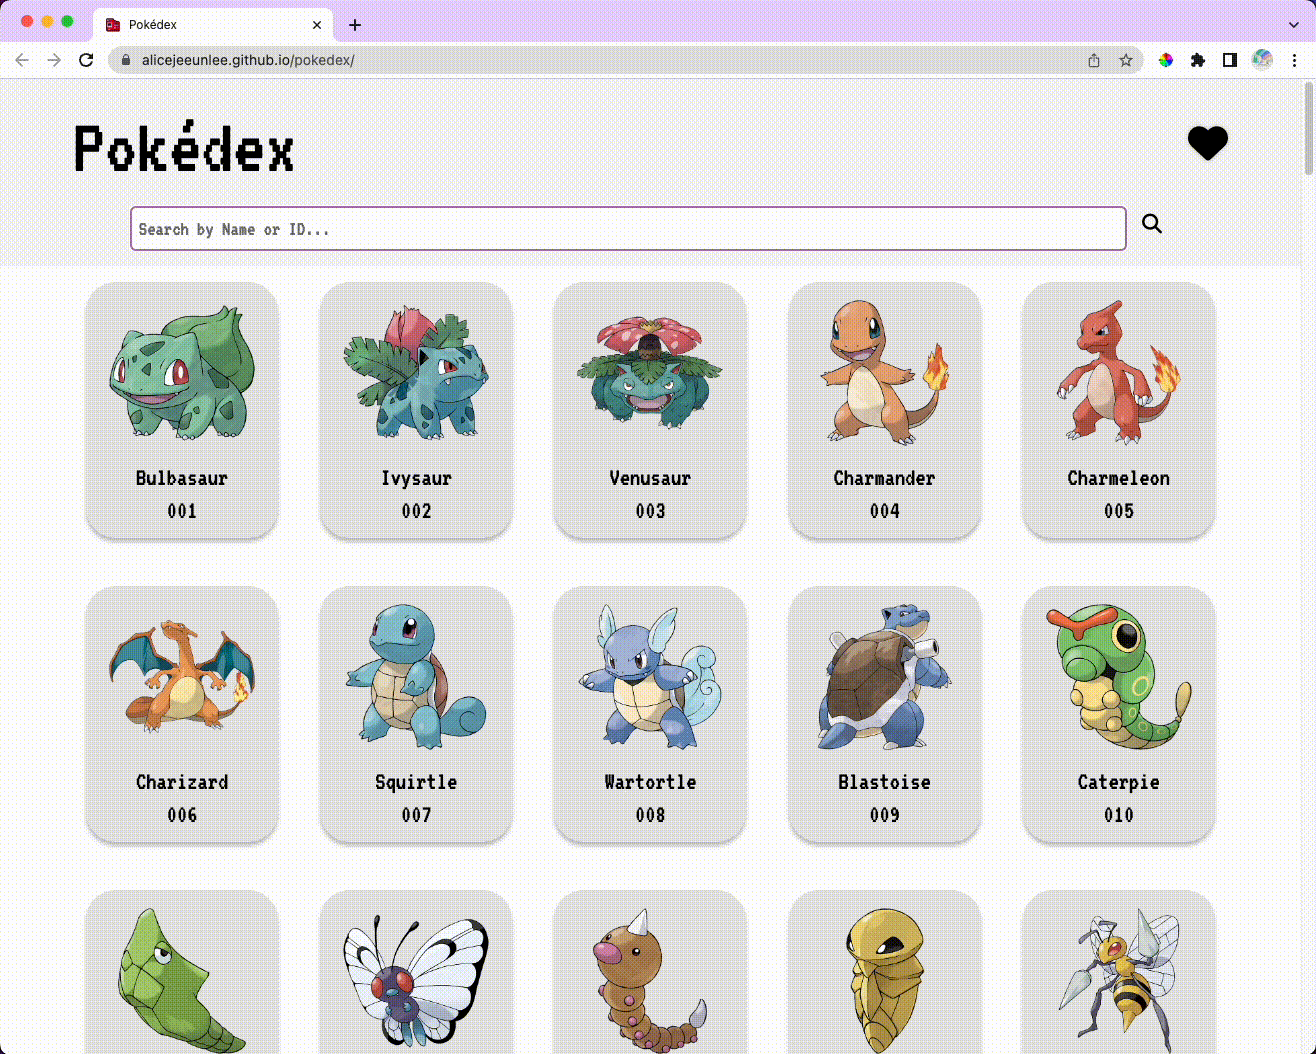 Pokédex
alicejeeunlee.github.io/pokedex/
Pokédex
Search by Name or ID...
Bulbasaur
001
Ivysaur
002
Venusaur
003
Charmander
004
Charmeleon
005
Charizard
006
Squirtle
007
Wartortle
008
Blastoise
009
Caterpie
010